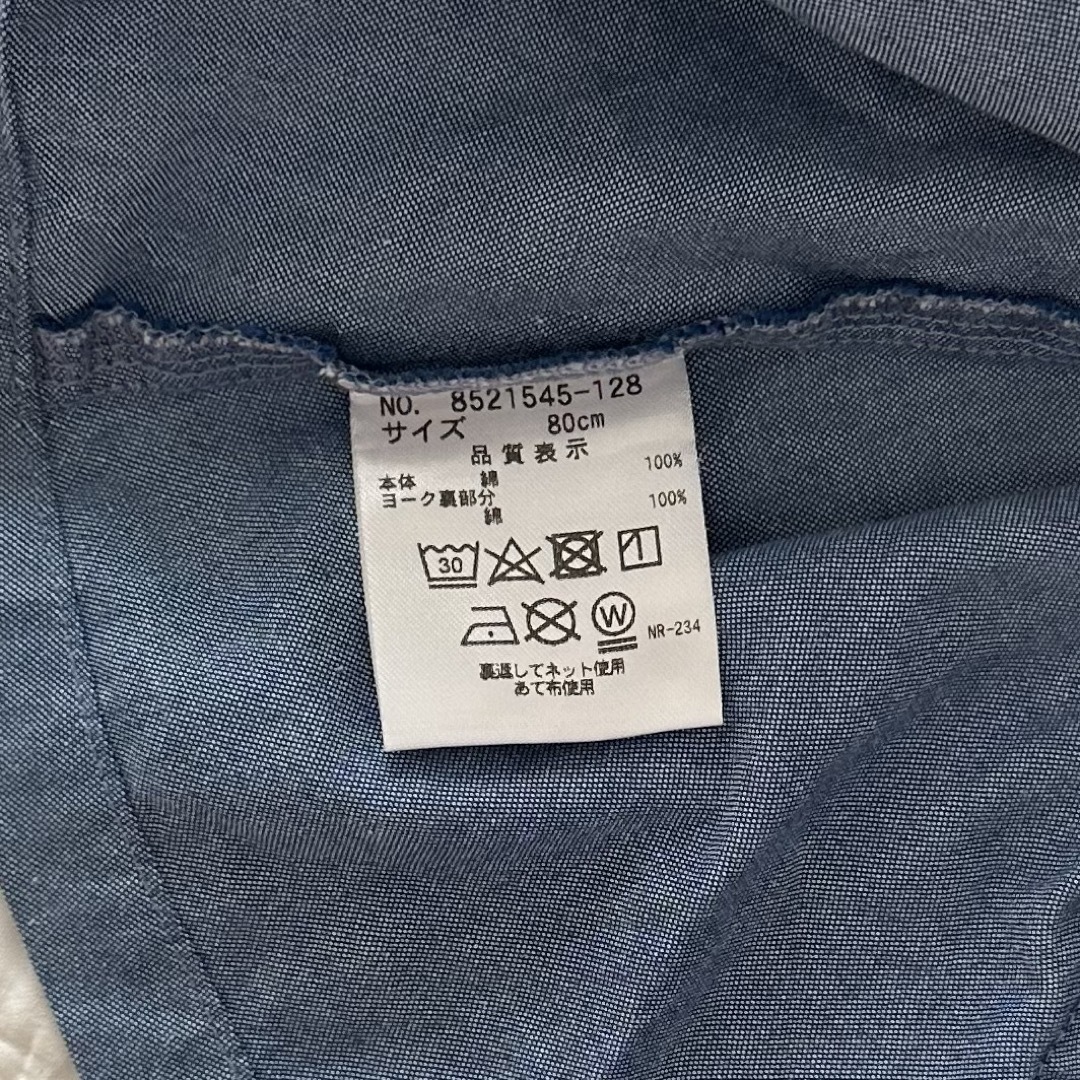 NO. 8521545-128
サイズ 80cm
品質表示
本体 綿 100%
ヨーク裏部分
綿 100%
30
W NR-234
裏返してネット使用
あて布使用